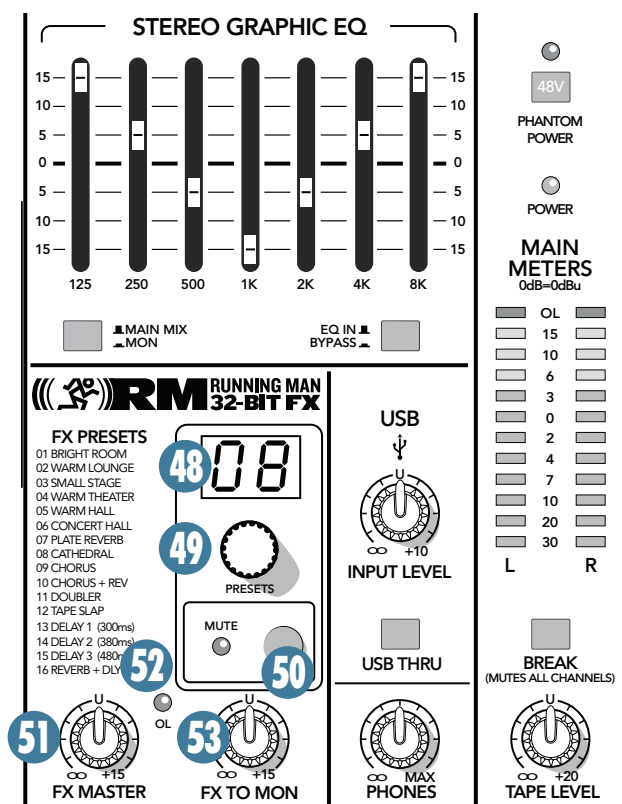 STEREO GRAPHIC EQ
15 15
10 10
5 5
0 0
5 5
10 10
15 15
125 250 500 1K 2K 4K 8K
MAIN MIX
MON
EQ IN
BYPASS
48V
PHANTOM
POWER
POWER
MAIN
METERS
0dB=0dBu
OL
15
10
6
3
0
2
4
7
10
20
30
L R
BREAK
(MUTES ALL CHANNELS)
U
∞ +20
TAPE LEVEL
RM RUNNING MAN
32-BIT FX
FX PRESETS
01 BRIGHT ROOM
02 WARM LOUNGE
03 SMALL STAGE
04 WARM THEATER
05 WARM HALL
06 CONCERT HALL
07 PLATE REVERB
08 CATHEDRAL
09 CHORUS
10 CHORUS + REV
11 DOUBLER
12 TAPE SLAP
13 DELAY 1 (300ms)
14 DELAY 2 (380ms)
15 DELAY 3 (480m
16 REVERB + DLY
48
08
49
PRESETS
MUTE
50
52
OL
51
U
∞ +15
FX MASTER
53
U
∞ +15
FX TO MON
USB
U
∞ +10
INPUT LEVEL
USB THRU
∞ MAX
PHONES